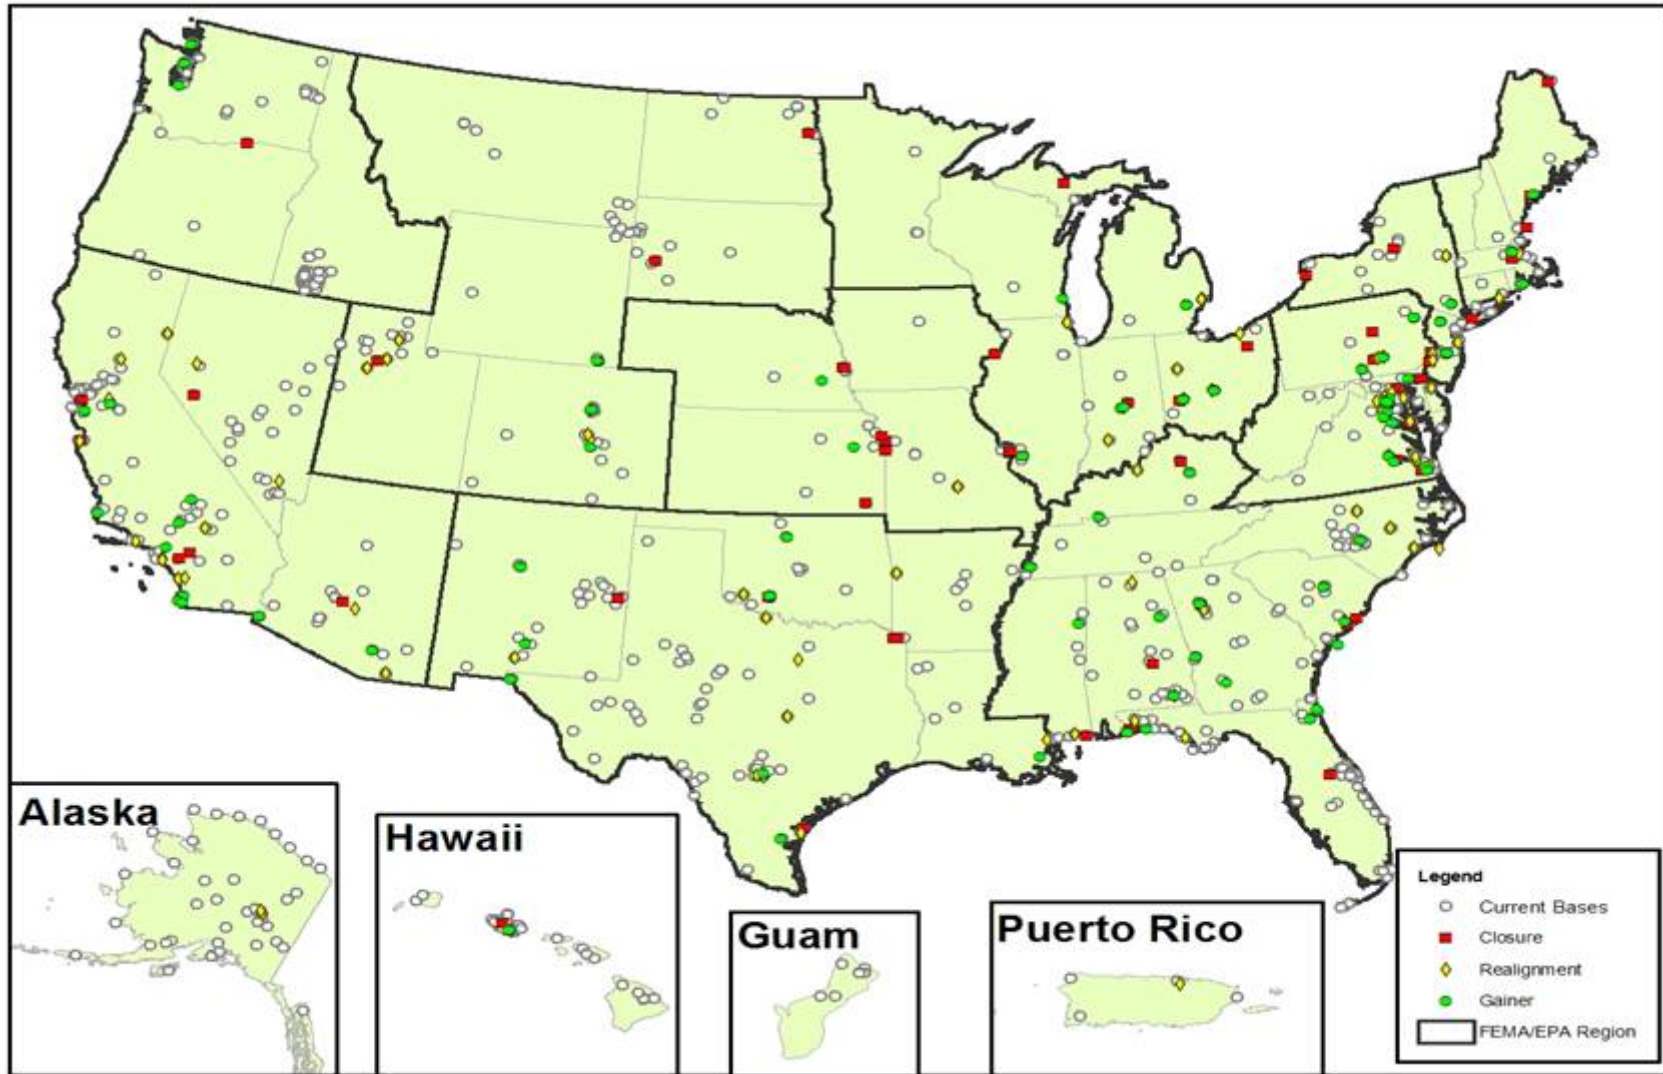 Alaska
Hawaii
Guam
Puerto Rico
Legend
Current Bases
Closure
Realignment
Gainer
FEMA/EPA Region